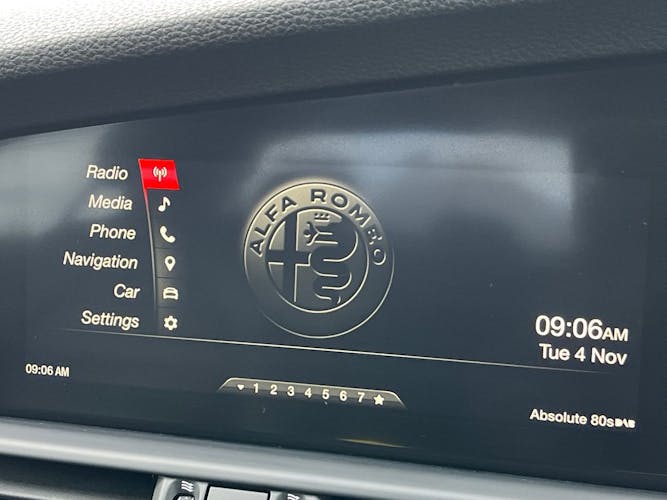 Radio
Media
Phone
Navigation
Car
Settings
ALFA ROMEO
09:06AM
Tue 4 Nov
09:06 AM
1 2 3 4 5 6 7
Absolute 80s DAB